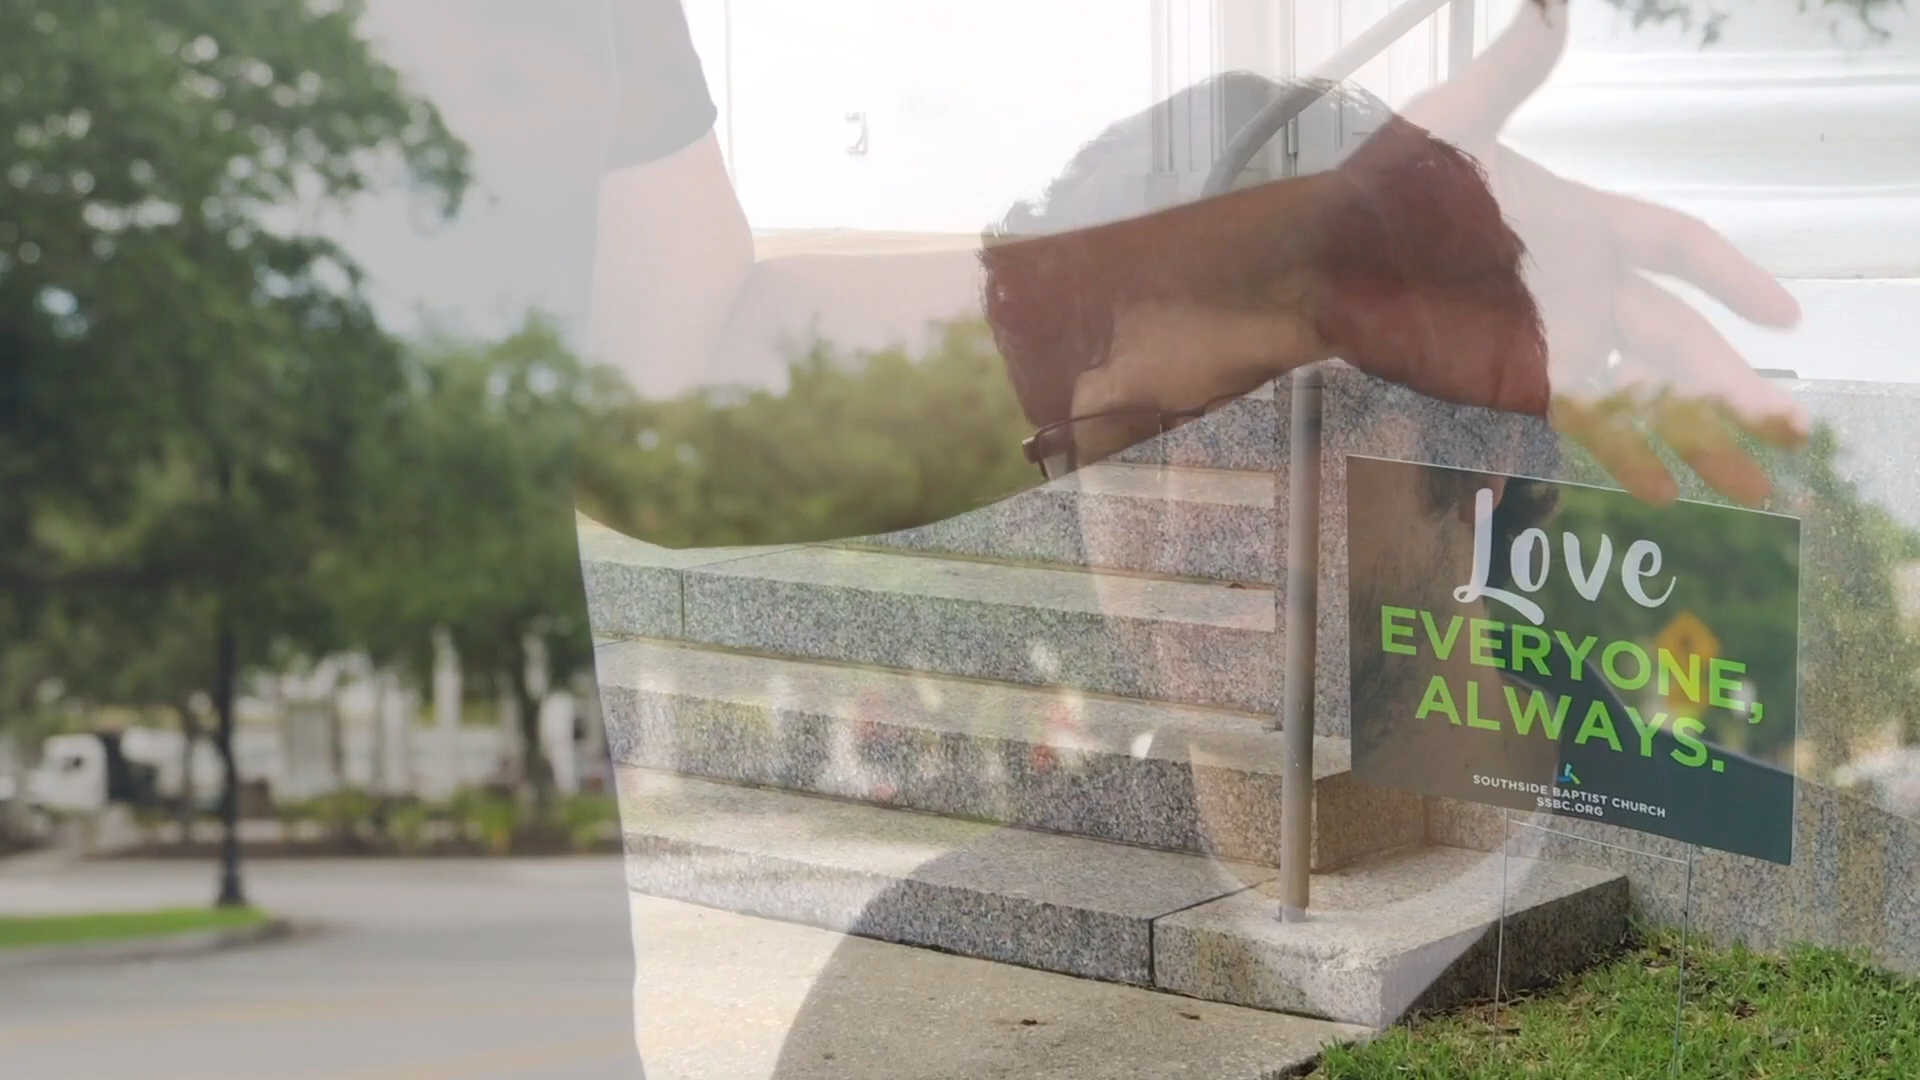 Love
EVERYONE,
ALWAYS.
SOUTHSIDE BAPTIST CHURCH
SSBC.ORG